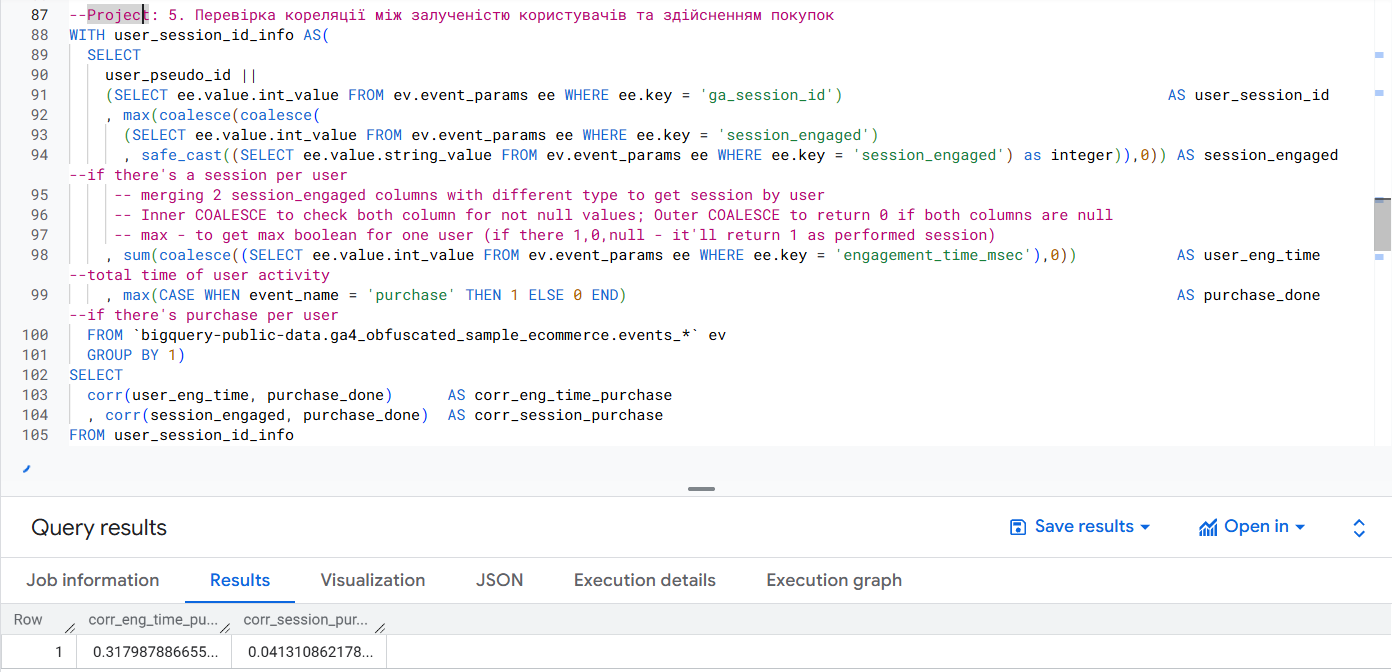 87 --Project: 5. Перевірка кореляції між залученістю користувачів та здійсненням покупок
88 WITH user_session_id_info AS(
89 SELECT
90 user_pseudo_id ||
91 (SELECT ee.value.int_value FROM ev.event_params ee WHERE ee.key = 'ga_session_id') AS user_session_id
92 , max(coalesce(coalesce(
93 (SELECT ee.value.int_value FROM ev.event_params ee WHERE ee.key = 'session_engaged')
94 , safe_cast((SELECT ee.value.string_value FROM ev.event_params ee WHERE ee.key = 'session_engaged') as integer)),0)) AS session_engaged
--if there's a session per user
95 -- merging 2 session_engaged columns with different type to get session by user
96 -- Inner COALESCE to check both column for not null values; Outer COALESCE to return 0 if both columns are null
97 -- max - to get max boolean for one user (if there 1,0,null - it'll return 1 as performed session)
98 , sum(coalesce((SELECT ee.value.int_value FROM ev.event_params ee WHERE ee.key = 'engagement_time_msec'),0)) AS user_eng_time
--total time of user activity
99 , max(CASE WHEN event_name = 'purchase' THEN 1 ELSE 0 END) AS purchase_done
--if there's purchase per user
100 FROM `bigquery-public-data.ga4_obfuscated_sample_ecommerce.events_*` ev
101 GROUP BY 1)
102 SELECT
103 corr(user_eng_time, purchase_done) AS corr_eng_time_purchase
104 , corr(session_engaged, purchase_done) AS corr_session_purchase
105 FROM user_session_id_info
Query results
Save results
Open in
Job information Results Visualization JSON Execution details Execution graph
Row corr_eng_time_pu... corr_session_pur...
1 0.317987886655... 0.041310862178...